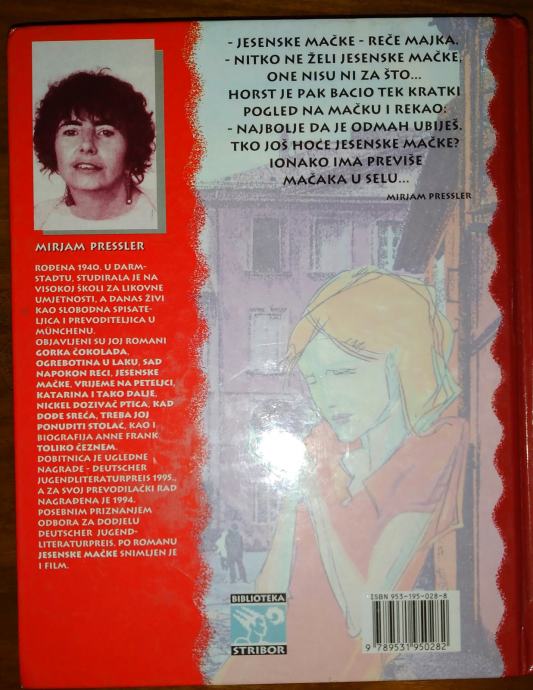 - JESENSKE MAČKE - REČE MAJKA.
- NITKO NE ŽELI JESENSKE MAČKE,
ONE NISU NI ZA ŠTO...
HORST JE PAK BACIO TEK KRATKI
POGLED NA MAČKU I REKAO:
- NAJBOLJE DA JE ODMAH UBIJEŠ.
TKO JOŠ HOĆE JESENSKE MAČKE?
IONAKO IMA PREVIŠE
MAČAKA U SELU...
MIRJAM PRESSLER
MIRJAM PRESSLER
ROĐENA 1940. U DARM-
STADTU, STUDIRALA JE NA
VISOKOJ ŠKOLI ZA LIKOVNE
UMJETNOSTI, A DANAS ŽIVI
KAO SLOBODNA SPISATE-
LJICA I PREVODITELJICA U
MÜNCHENU.
OBJAVLJENI SU JOJ ROMANI
GORKA ČOKOLADA,
OGREBOTINA U LAKU, SAD
NAPOKON RECI, JESENSKE
MAČKE, VRIJEME NA PETELJCI,
KATARINA I TAKO DALJE,
NICKEL DOZIVAČ PTICA, KAD
DOĐE SREĆA, TREBA JOJ
PONUDITI STOLAC, KAO I
BIOGRAFIJA ANNE FRANK
TOLIKO ČEZNEM.
DOBITNICA JE UGLEDNE
NAGRADE - DEUTSCHER
JUGENDLITERATURPREIS 1995.,
A ZA SVOJ PREVODILAČKI RAD
NAGRAĐENA JE 1994.
POSEBNIM PRIZNANJEM
ODBORA ZA DODJELU
DEUTSCHER JUGEND-
LITERATURPREIS. PO ROMANU
JESENSKE MAČKE SNIMLJEN JE
I FILM.
BIBLIOTEKA
STRIBOR
ISBN 953-195-028-8
9 789531 950282